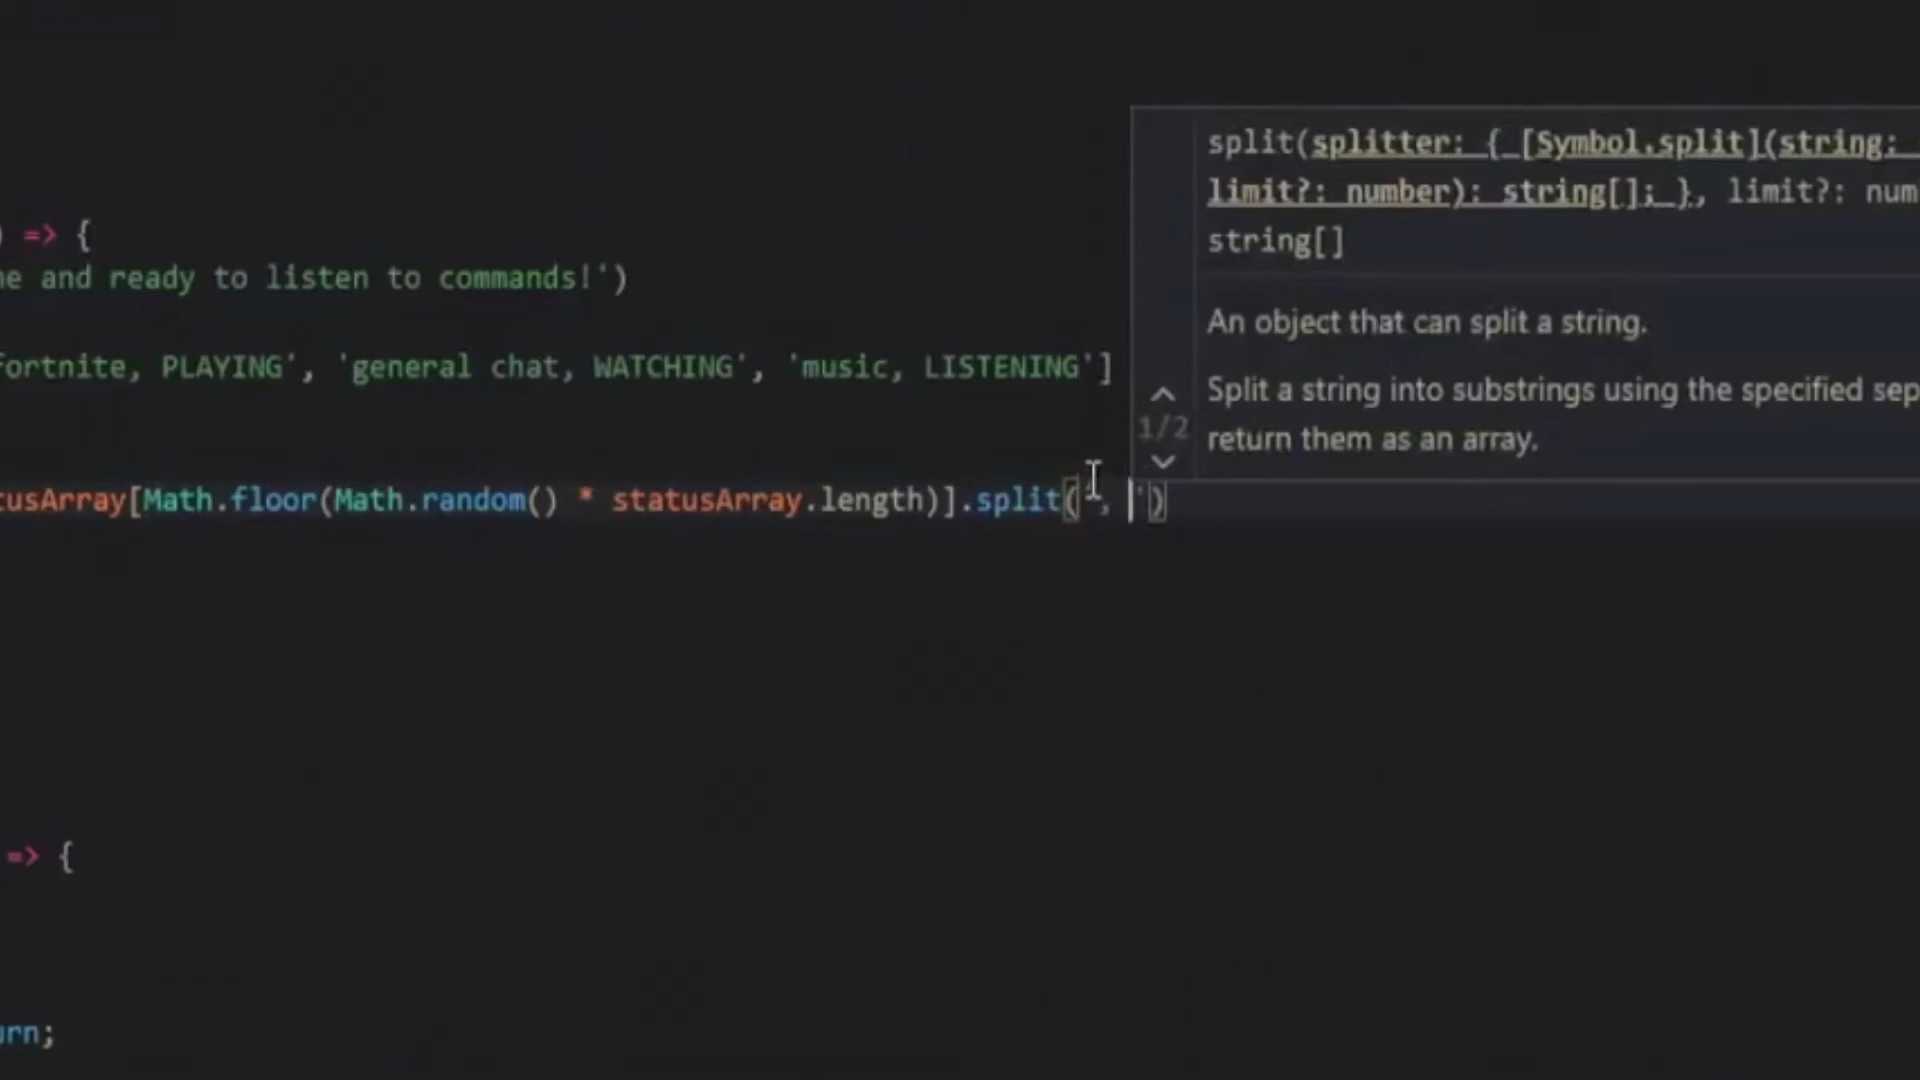 ) => {
ne and ready to listen to commands!')
fortnite, PLAYING', 'general chat, WATCHING', 'music, LISTENING']
tusArray[Math.floor(Math.random() * statusArray.length)].split(', ')
split(splitter: { [Symbol.split](string:
limit?: number): string[]; }, limit?: num
string[]
An object that can split a string.
Split a string into substrings using the specified sep
return them as an array.
1/2
=> {
urn;